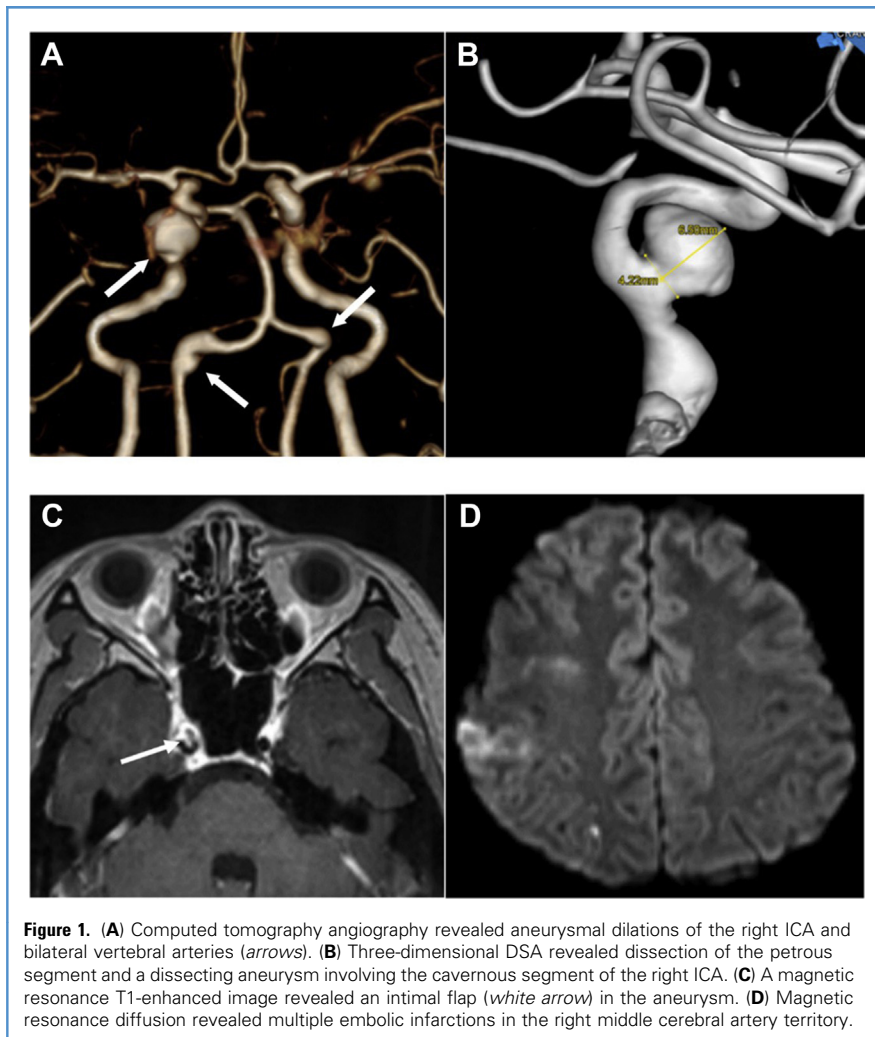 A
B
6.59mm
4.22mm
C
D
Figure 1. (A) Computed tomography angiography revealed aneurysmal dilations of the right ICA and
bilateral vertebral arteries (arrows). (B) Three-dimensional DSA revealed dissection of the petrous
segment and a dissecting aneurysm involving the cavernous segment of the right ICA. (C) A magnetic
resonance T1-enhanced image revealed an intimal flap (white arrow) in the aneurysm. (D) Magnetic
resonance diffusion revealed multiple embolic infarctions in the right middle cerebral artery territory.